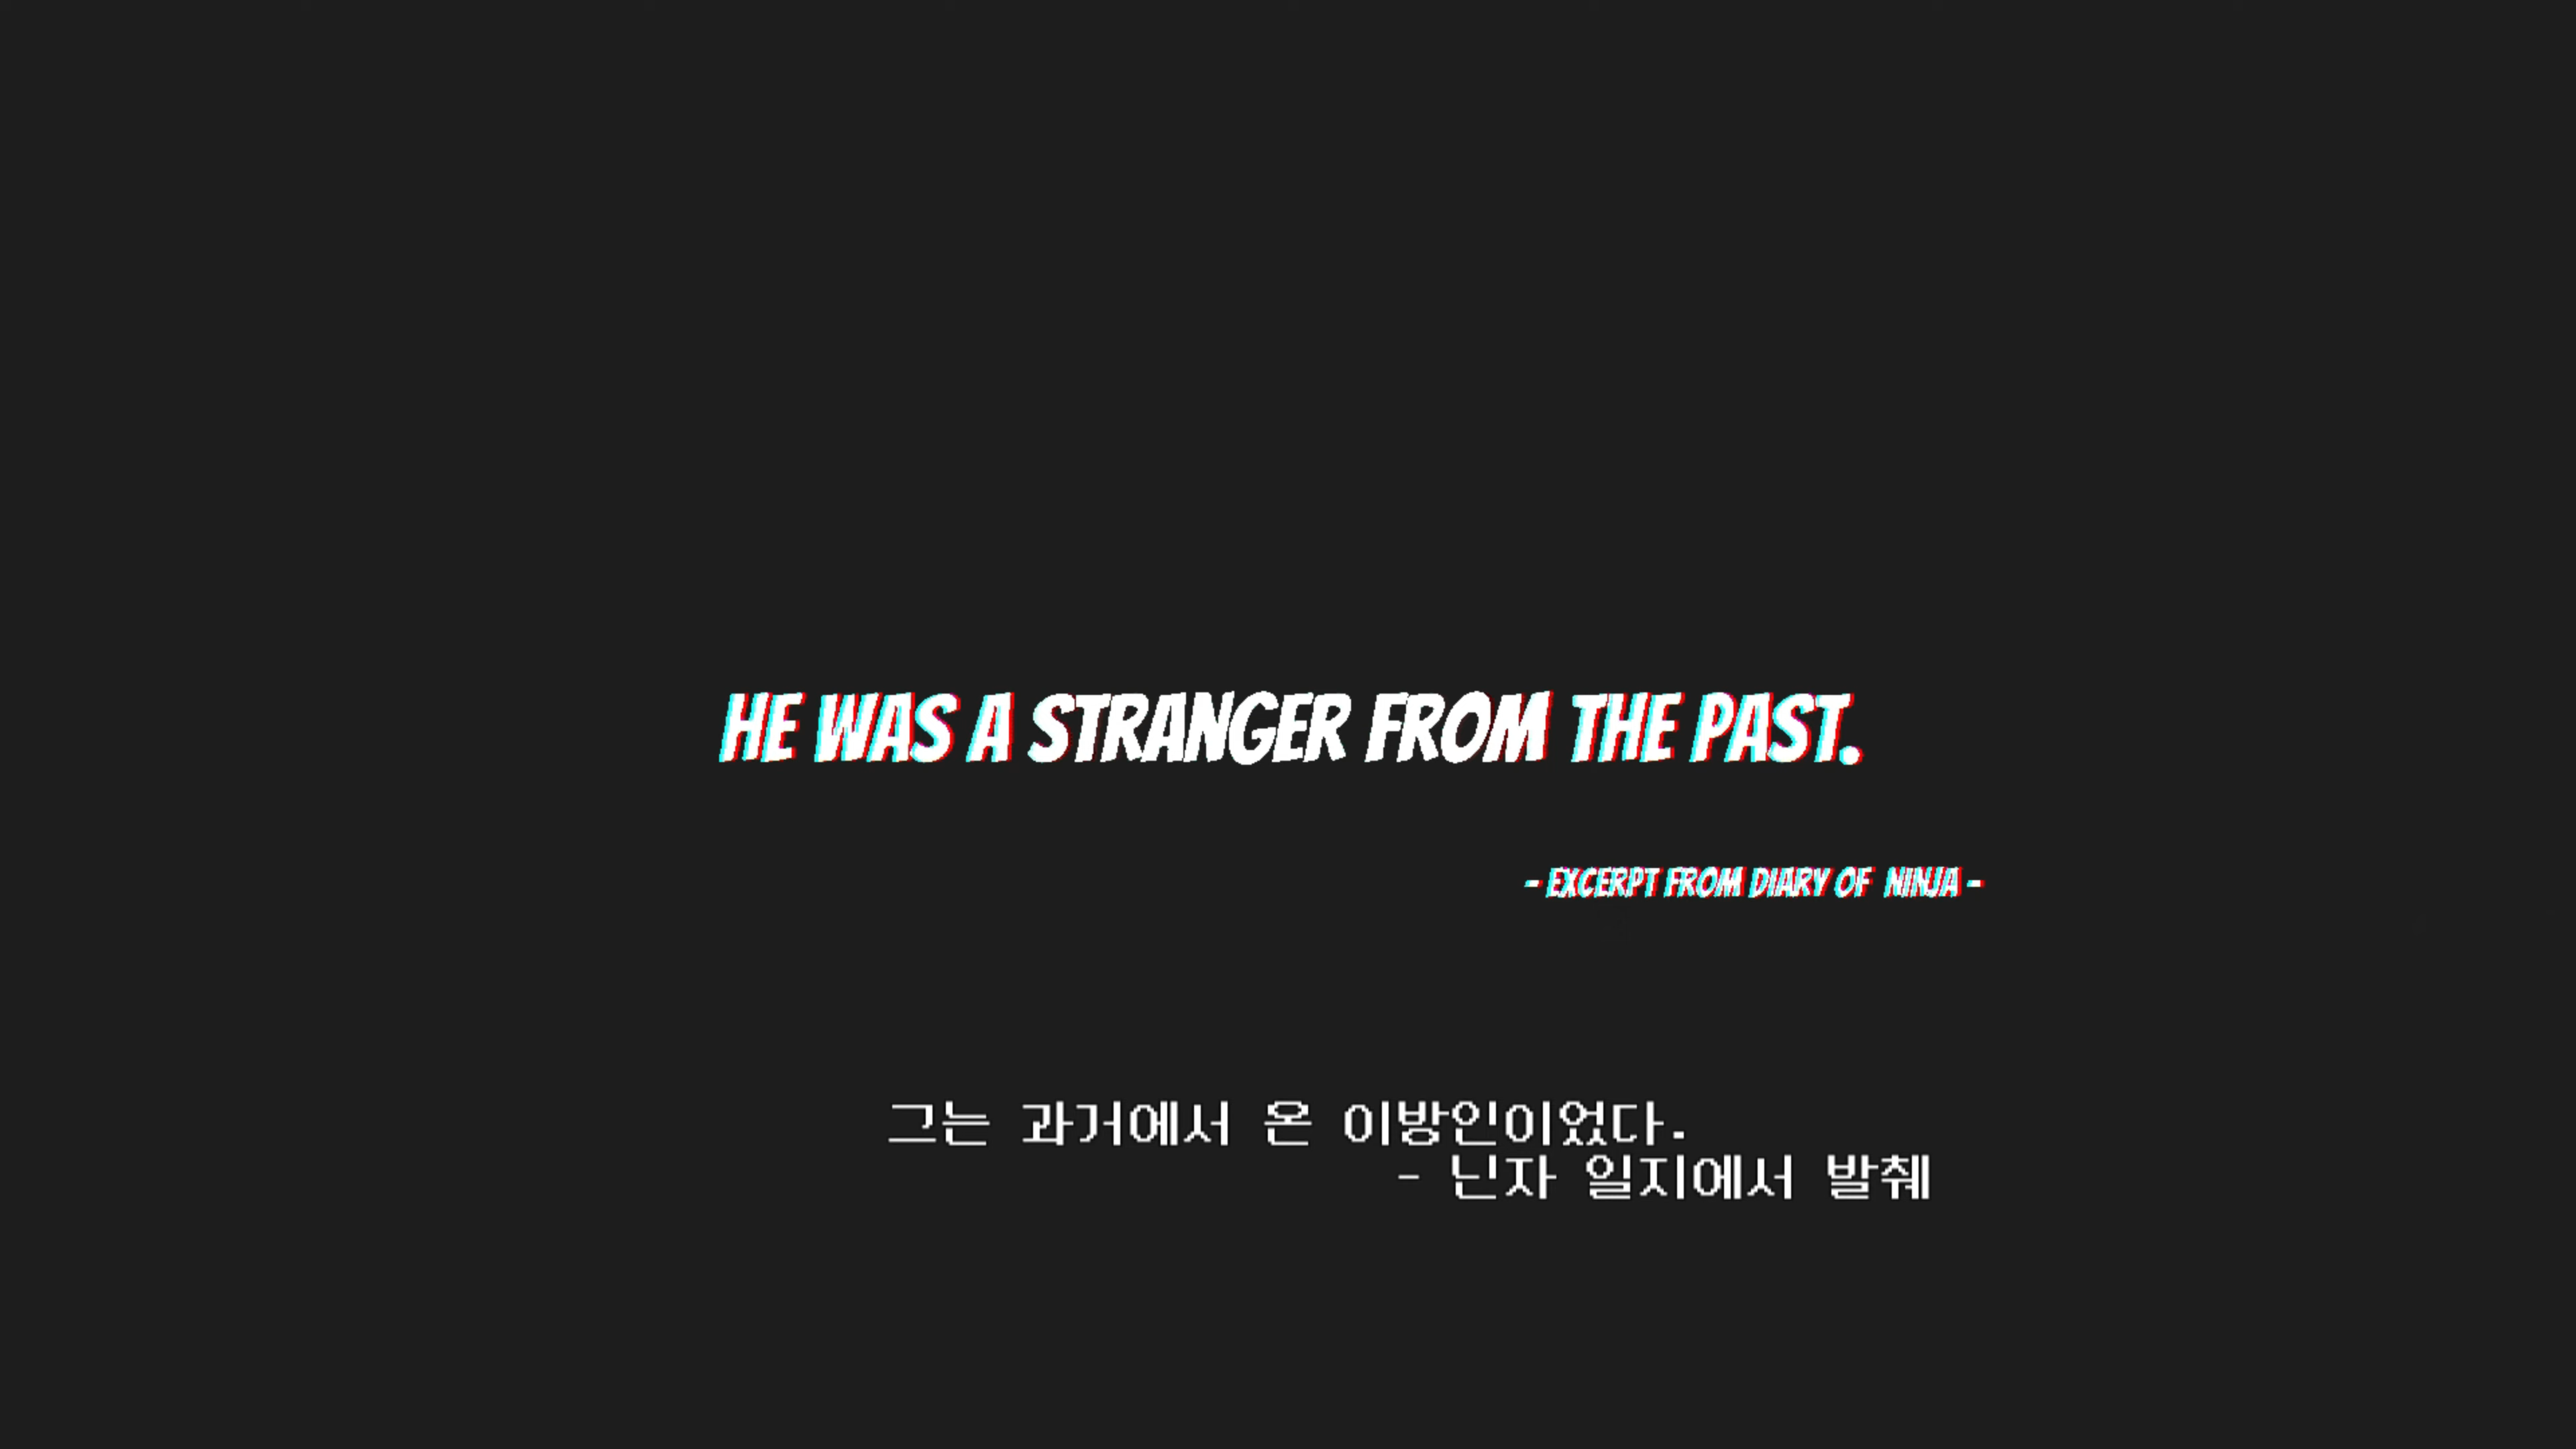 HE WAS A STRANGER FROM THE PAST.
- EXCERPT FROM DIARY OF NINJA -
그는 과거에서 온 이방인이었다.
- 닌자 일지에서 발췌